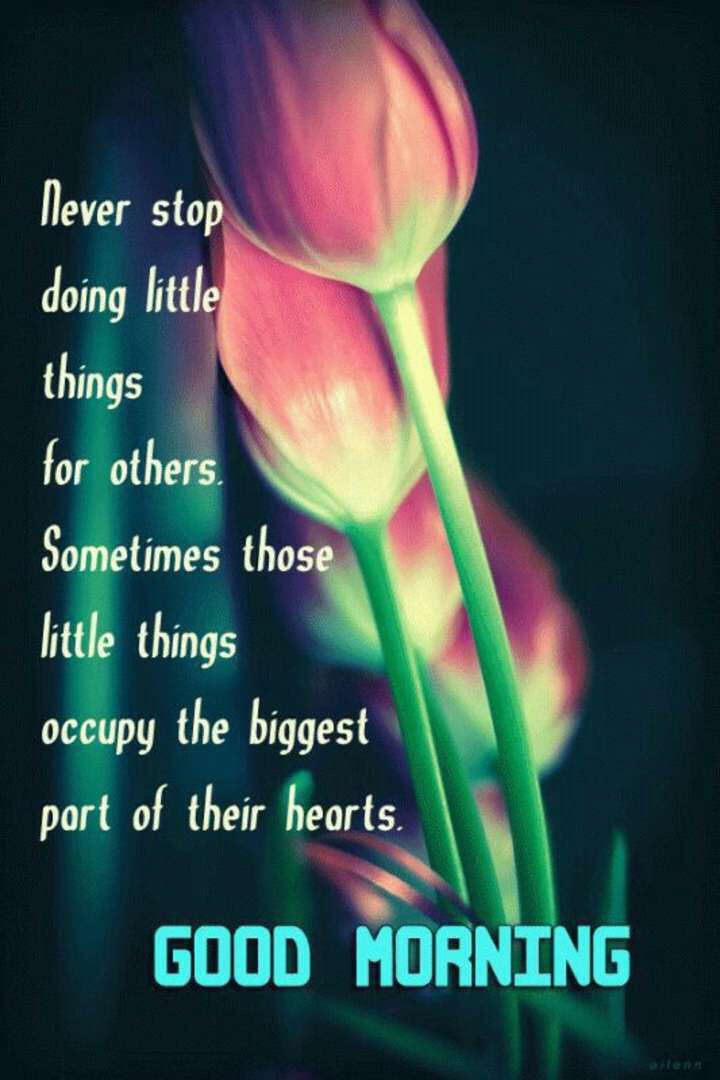 Never stop
doing little
things
for others.
Sometimes those
little things
occupy the biggest
part of their hearts.
GOOD MORNING